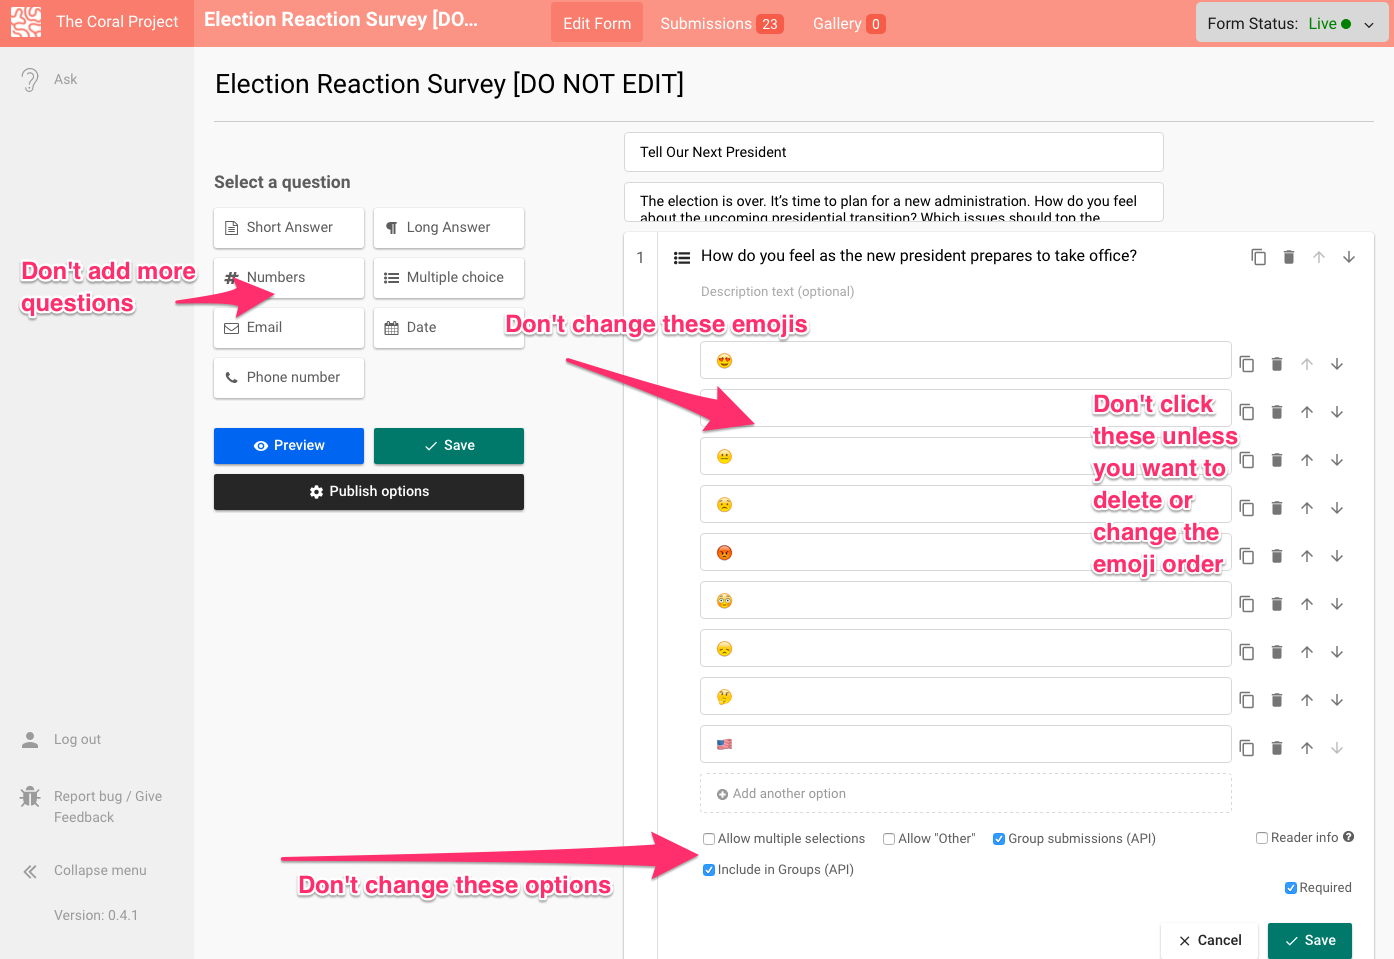 The Coral Project
Election Reaction Survey [DO...
Edit Form
Submissions 23
Gallery 0
Form Status: Live
Ask
Election Reaction Survey [DO NOT EDIT]
Tell Our Next President
The election is over. It's time to plan for a new administration. How do you feel
about the upcoming presidential transition? Which issues should top the
Select a question
Short Answer
Long Answer
Numbers
Multiple choice
Email
Date
Phone number
Don't add more
questions
Preview
Save
Publish options
1
How do you feel as the new president prepares to take office?
Description text (optional)
Don't change these emojis
😍
😐
😟
😡
😳
😞
🤔
🇺🇸
Don't click
these unless
you want to
delete or
change the
emoji order
Add another option
Allow multiple selections
Allow "Other"
Group submissions (API)
Reader info
Include in Groups (API)
Required
Don't change these options
Cancel
Save
Log out
Report bug / Give
Feedback
Collapse menu
Version: 0.4.1